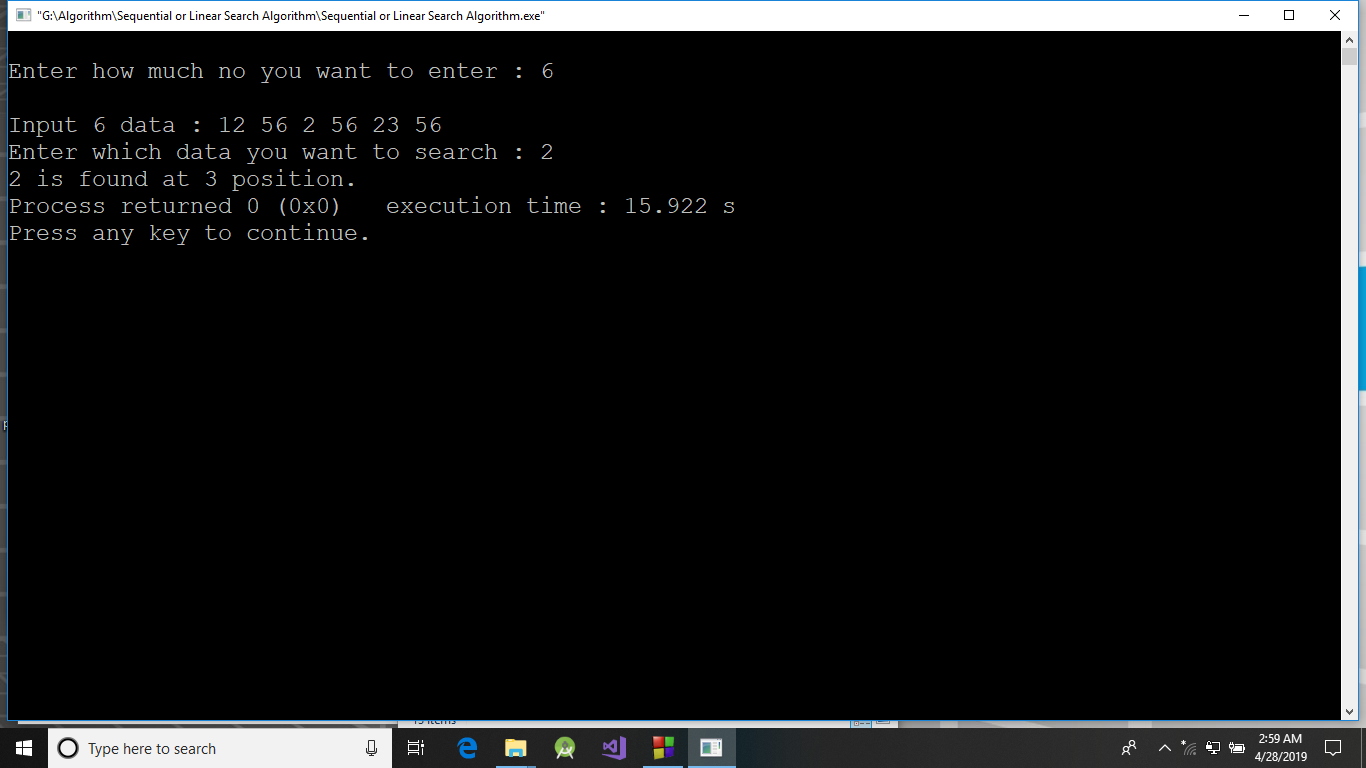 "G:\Algorithm\Sequential or Linear Search Algorithm\Sequential or Linear Search Algorithm.exe"
Enter how much no you want to enter : 6
Input 6 data : 12 56 2 56 23 56
Enter which data you want to search : 2
2 is found at 3 position.
Process returned 0 (0x0)   execution time : 15.922 s
Press any key to continue.
Type here to search
2:59 AM
4/28/2019